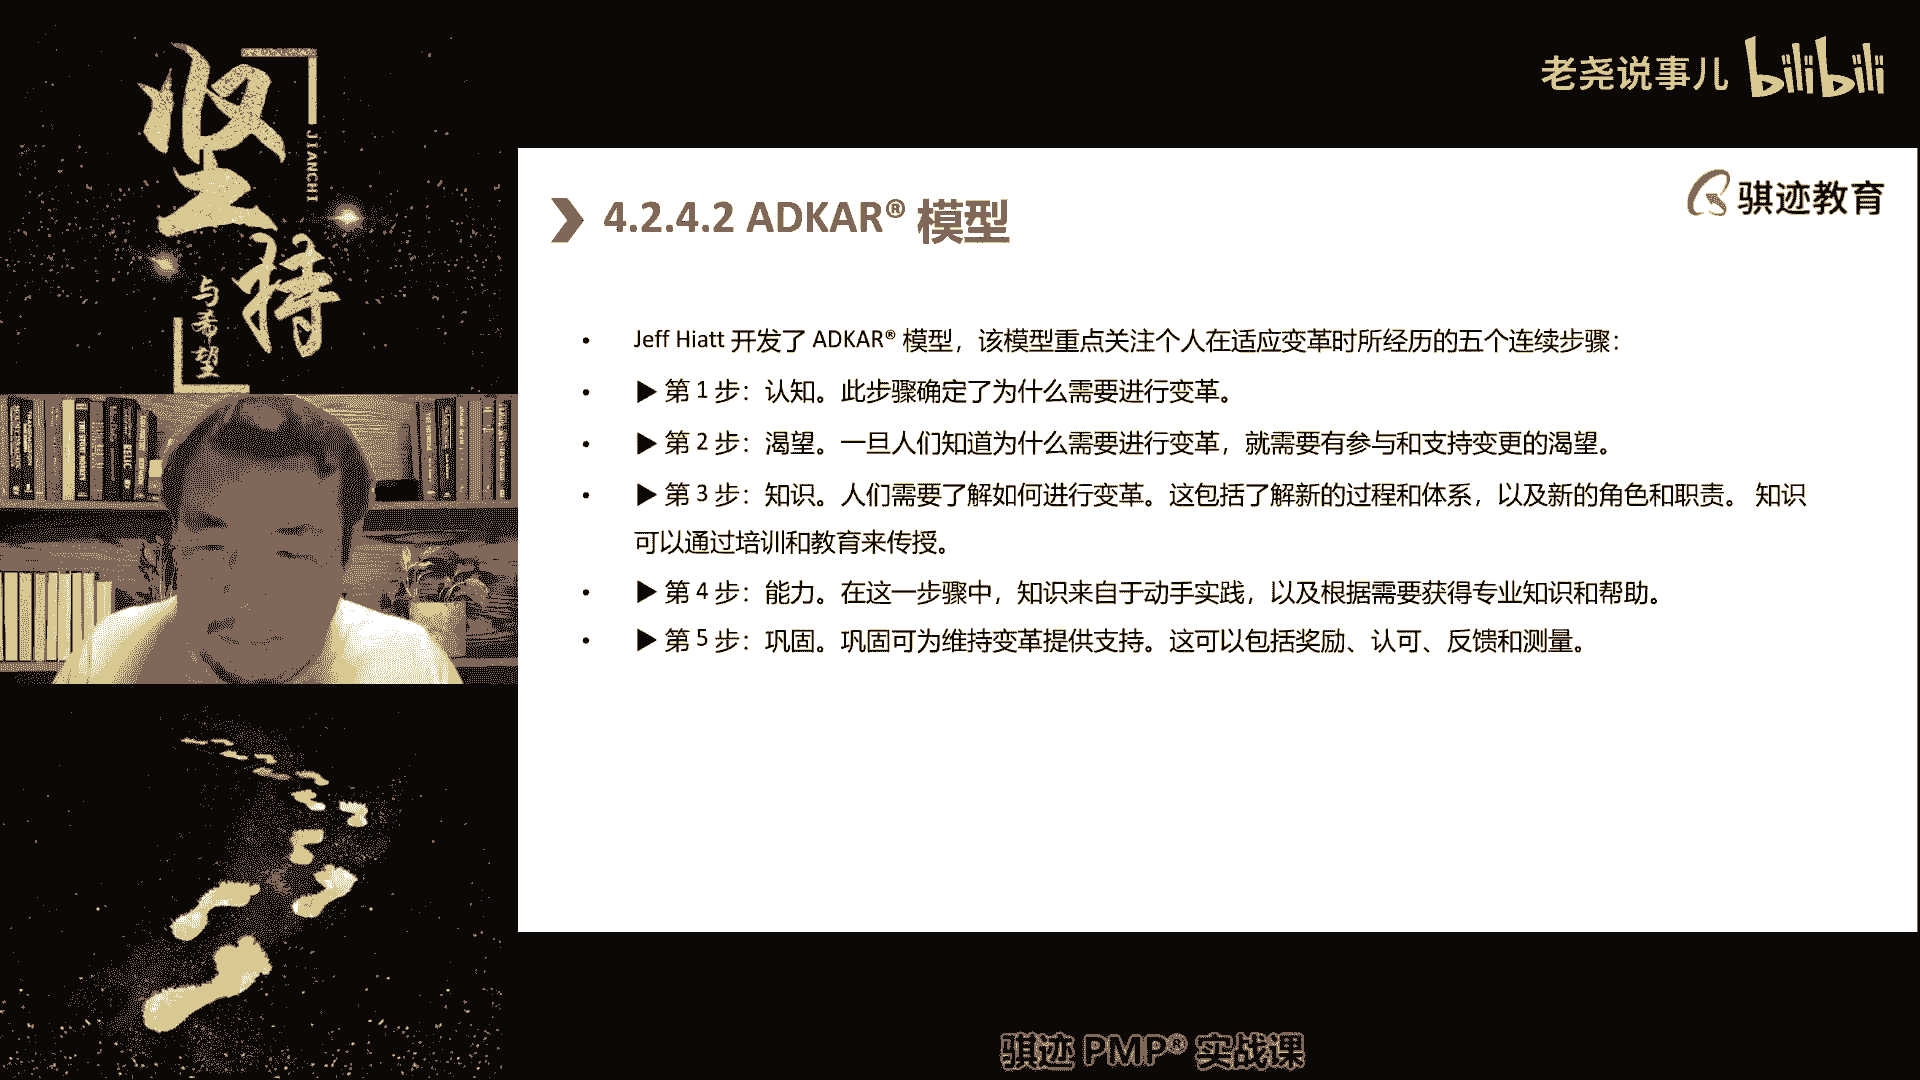 坚持
JIANCHI
与希望
老尧说事儿 bilibili
骐迹教育
4.2.4.2 ADKAR® 模型
• Jeff Hiatt 开发了 ADKAR® 模型，该模型重点关注个人在适应变革时所经历的五个连续步骤：
• ▶ 第 1 步：认知。此步骤确定了为什么需要进行变革。
• ▶ 第 2 步：渴望。一旦人们知道为什么需要进行变革，就需要有参与和支持变更的渴望。
• ▶ 第 3 步：知识。人们需要了解如何进行变革。这包括了解新的过程和体系，以及新的角色和职责。 知识
可以通过培训和教育来传授。
• ▶ 第 4 步：能力。在这一步骤中，知识来自于动手实践，以及根据需要获得专业知识和帮助。
• ▶ 第 5 步：巩固。巩固可为维持变革提供支持。这可以包括奖励、认可、反馈和测量。
骐迹 PMP® 实战课